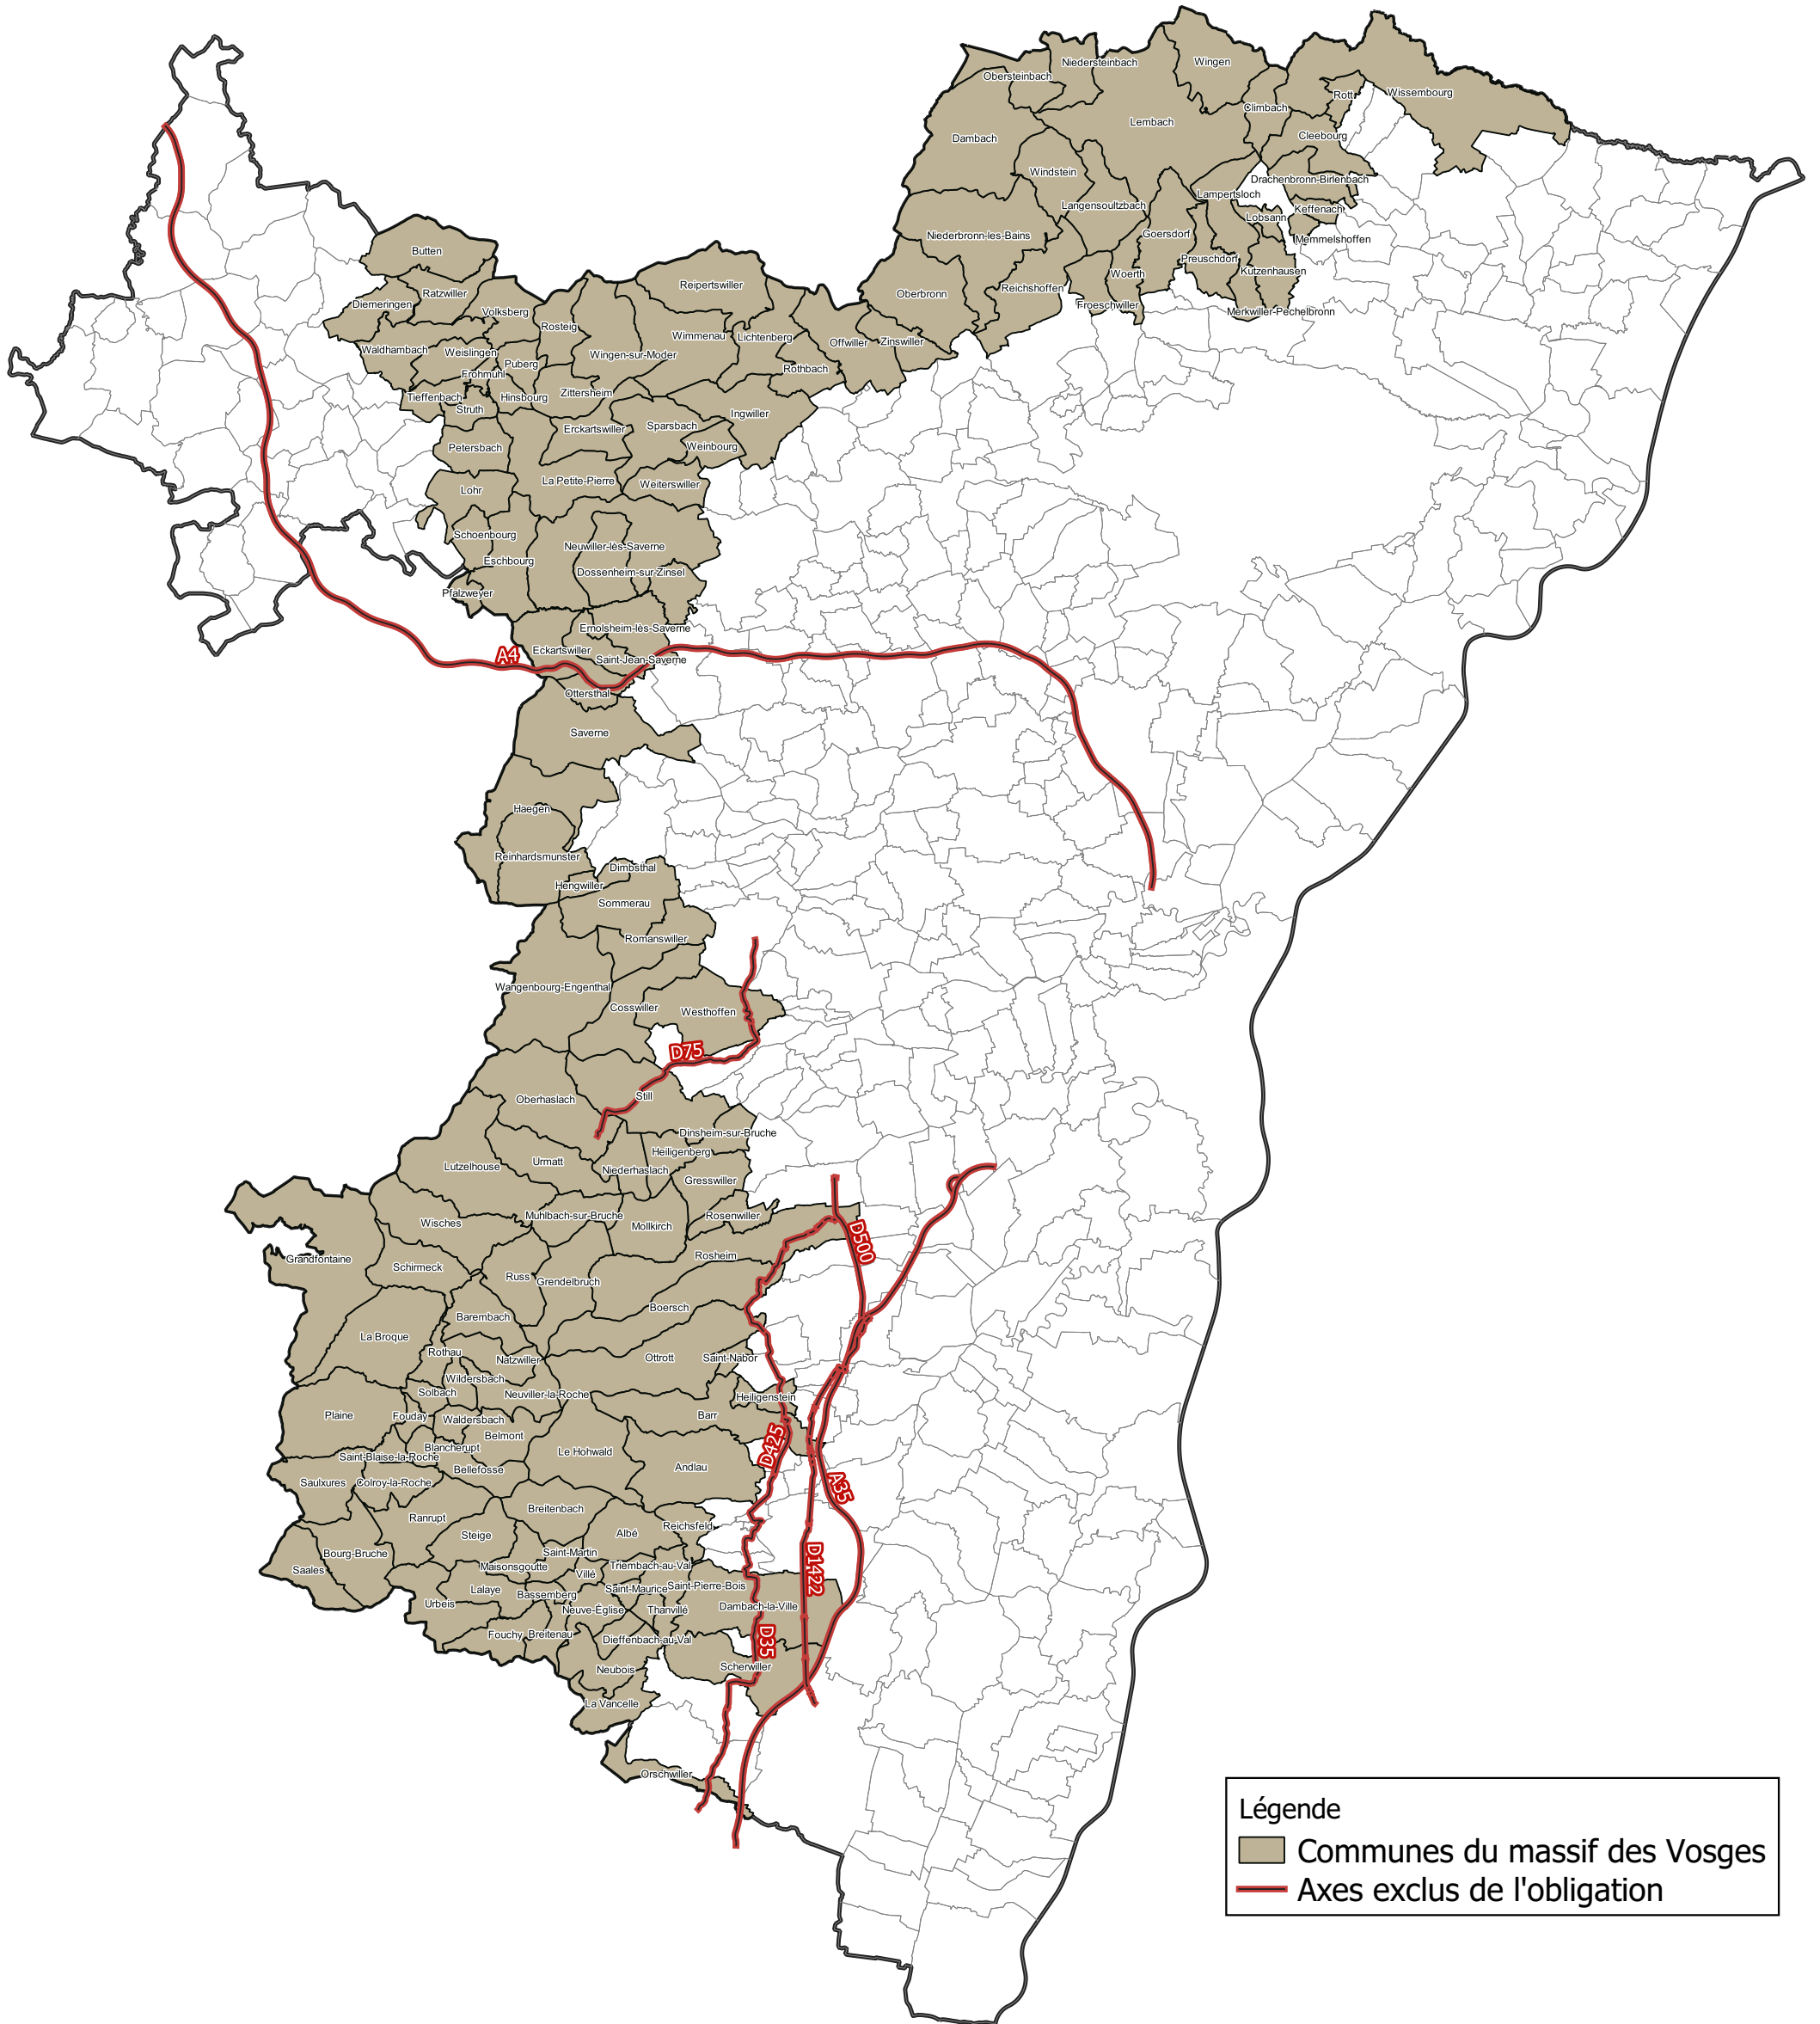 Wingen
Niedersteinbach
Obersteinbach
Wissembourg
Rott
Climbach
Lembach
Cleebourg
Dambach
Windstein
Drachenbronn-Birlenbach
Lampertsloch
Langensoultzbach
Keffenach
Lobsann
Niederbronn-les-Bains
Goersdorf
Memmelshoffen
Butten
Preuschdorf
Kutzenhausen
Woerth
Reipertswiller
Reichshoffen
Oberbronn
Ratzwiller
Diemeringen
Froeschwiller
Volksberg
Merkwiller-Pechelbronn
Rosteig
Wimmenau
Lichtenberg
Offwiller
Zinswiller
Waldhambach
Weislingen
Wingen-sur-Moder
Puberg
Rothbach
Frohmuhl
Zittersheim
Tieffenbach
Hinsbourg
Struth
Ingwiller
Sparsbach
Erckartswiller
Petersbach
Weinbourg
La Petite-Pierre
Weiterswiller
Lohr
Schoenbourg
Neuwiller-lès-Saverne
Eschbourg
Dossenheim-sur-Zinsel
Pfalzweyer
Ernolsheim-lès-Saverne
Eckartswiller
A4
Saint-Jean-Saverne
Ottersthal
Saverne
Haegen
Reinhardsmunster
Dimbsthal
Hengwiller
Sommerau
Romanswiller
Wangenbourg-Engenthal
Cosswiller
Westhoffen
D75
Still
Oberhaslach
Dinsheim-sur-Bruche
Heiligenberg
Urmatt
Lutzelhouse
Niederhaslach
Gresswiller
Muhlbach-sur-Bruche
Rosenwiller
Wisches
Mollkirch
D500
Rosheim
Grandfontaine
Schirmeck
Russ
Grendelbruch
Boersch
Barembach
La Broque
Rothau
Natzwiller
Ottrott
Saint-Nabor
Wildersbach
Solbach
Neuviller-la-Roche
Heiligenstein
Plaine
Fouday
Waldersbach
Barr
Belmont
D425
Blancherupt
Le Hohwald
Saint-Blaise-la-Roche
Bellefosse
Andlau
Saulxures
Colroy-la-Roche
A35
Breitenbach
Ranrupt
Reichsfeld
Steige
Albé
Bourg-Bruche
Saint-Martin
Saales
Maisonsgoutte
Triembach-au-Val
Villé
D1422
Lalaye
Bassemberg
Saint-Maurice
Saint-Pierre-Bois
Urbeis
Neuve-Église
Thanvillé
Dambach-la-Ville
Fouchy
Breitenau
Dieffenbach-au-Val
D35
Neubois
Scherwiller
La Vancelle
Orschwiller
Légende
Communes du massif des Vosges
Axes exclus de l'obligation